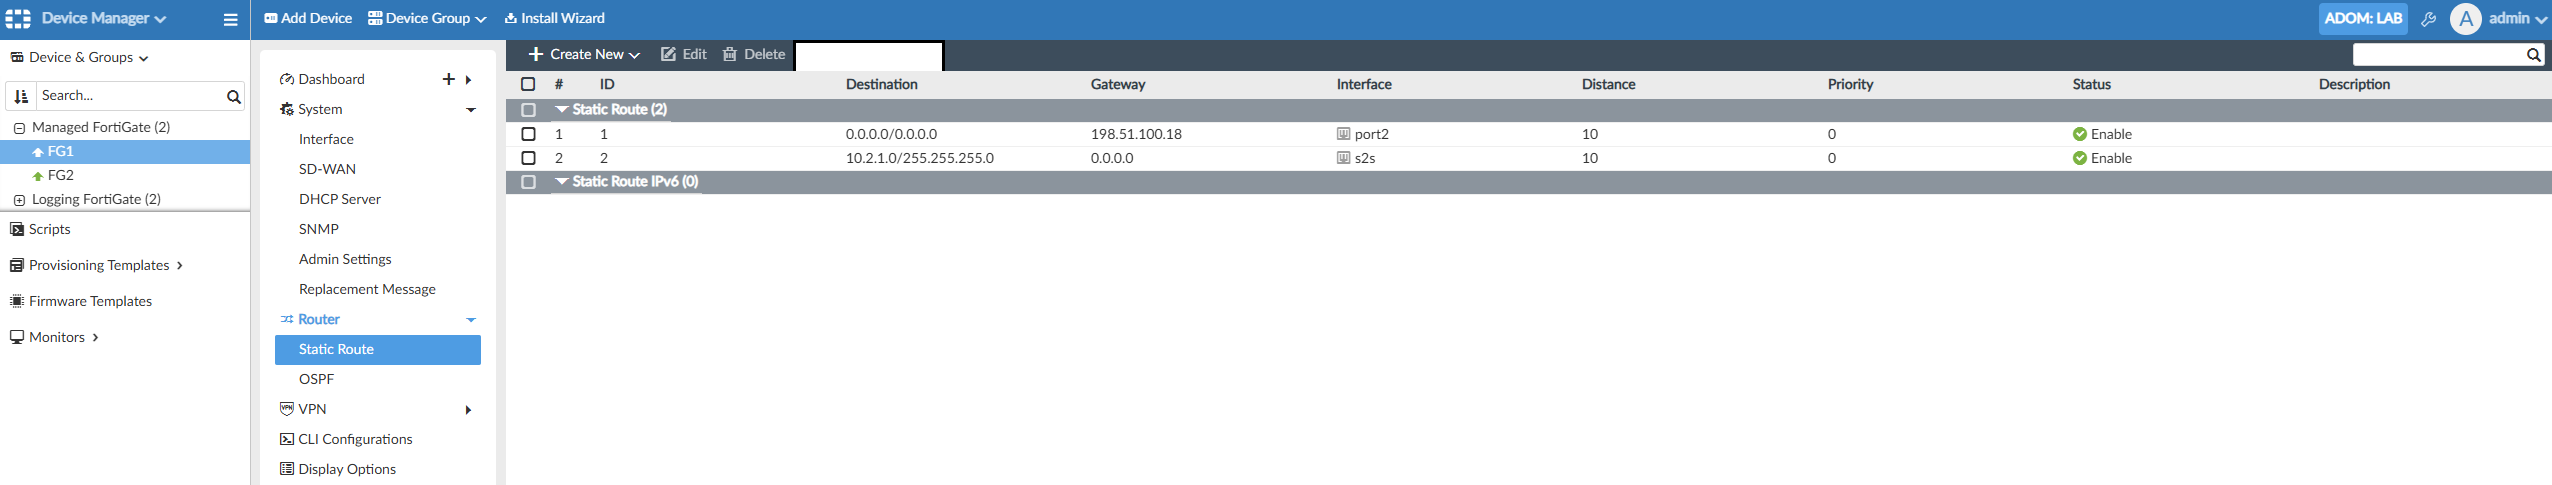 Device Manager
Add Device Device Group Install Wizard
ADOM: LAB A admin
Device & Groups
Search...
Managed FortiGate (2)
FG1
FG2
Logging FortiGate (2)
Scripts
Provisioning Templates
Firmware Templates
Monitors
Dashboard
System
Interface
SD-WAN
DHCP Server
SNMP
Admin Settings
Replacement Message
Router
Static Route
OSPF
VPN
CLI Configurations
Display Options
Create New Edit Delete
# ID Destination Gateway Interface Distance Priority Status Description
Static Route (2)
1 1 0.0.0.0/0.0.0.0 198.51.100.18 port2 10 0 Enable
2 2 10.2.1.0/255.255.255.0 0.0.0.0 s2s 10 0 Enable
Static Route IPv6 (0)